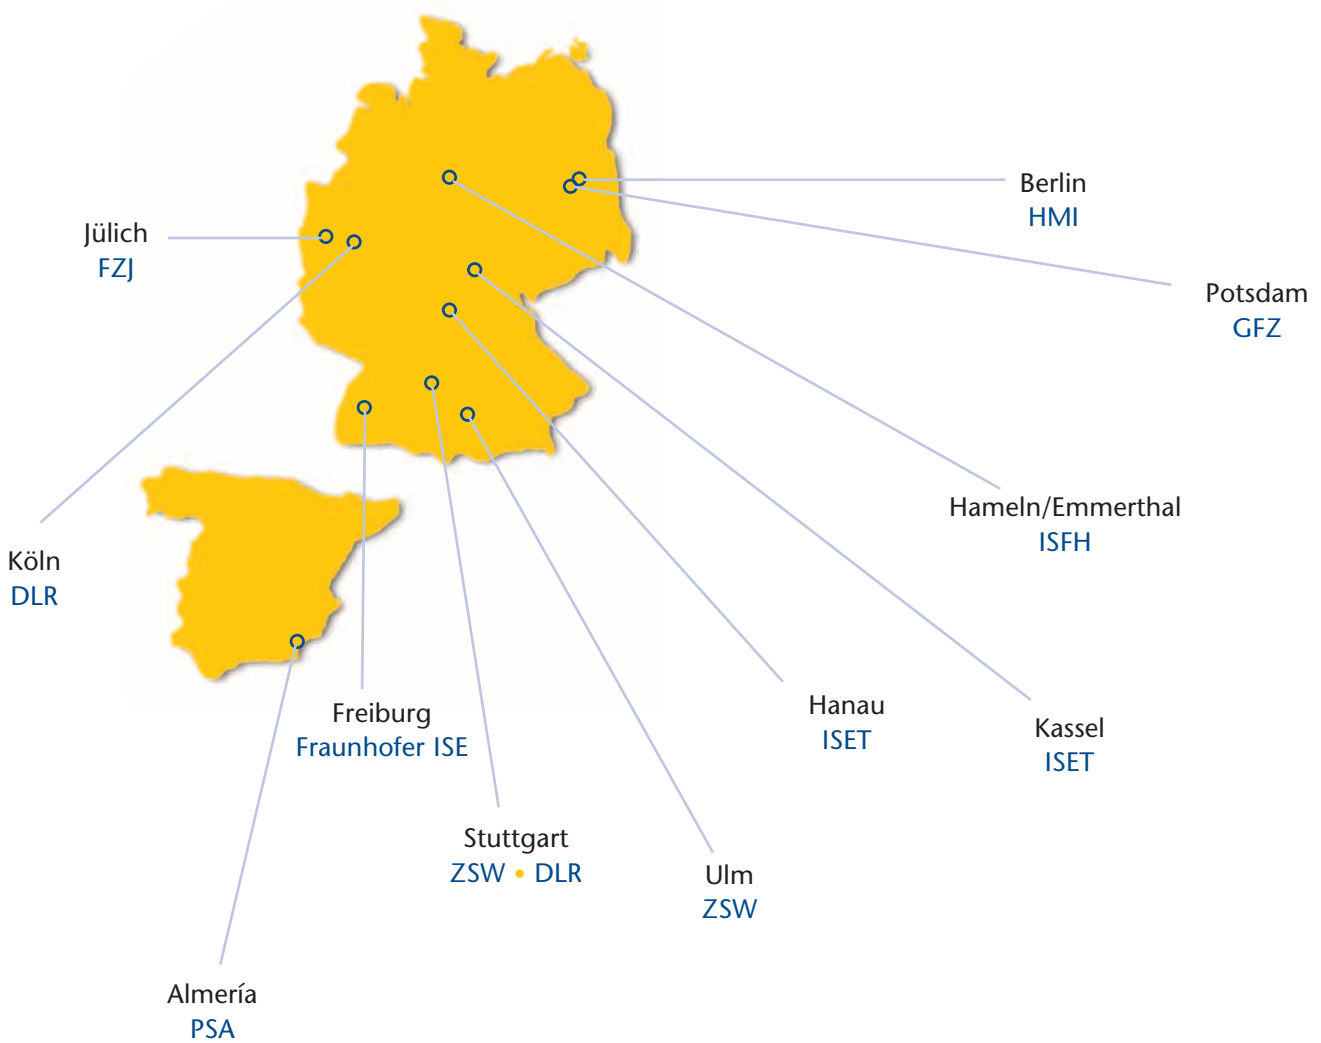 Berlin
HMI
Jülich
FZJ
Potsdam
GFZ
Hameln/Emmerthal
ISFH
Köln
DLR
Freiburg
Fraunhofer ISE
Hanau
ISET
Kassel
ISET
Stuttgart
ZSW • DLR
Ulm
ZSW
Almería
PSA